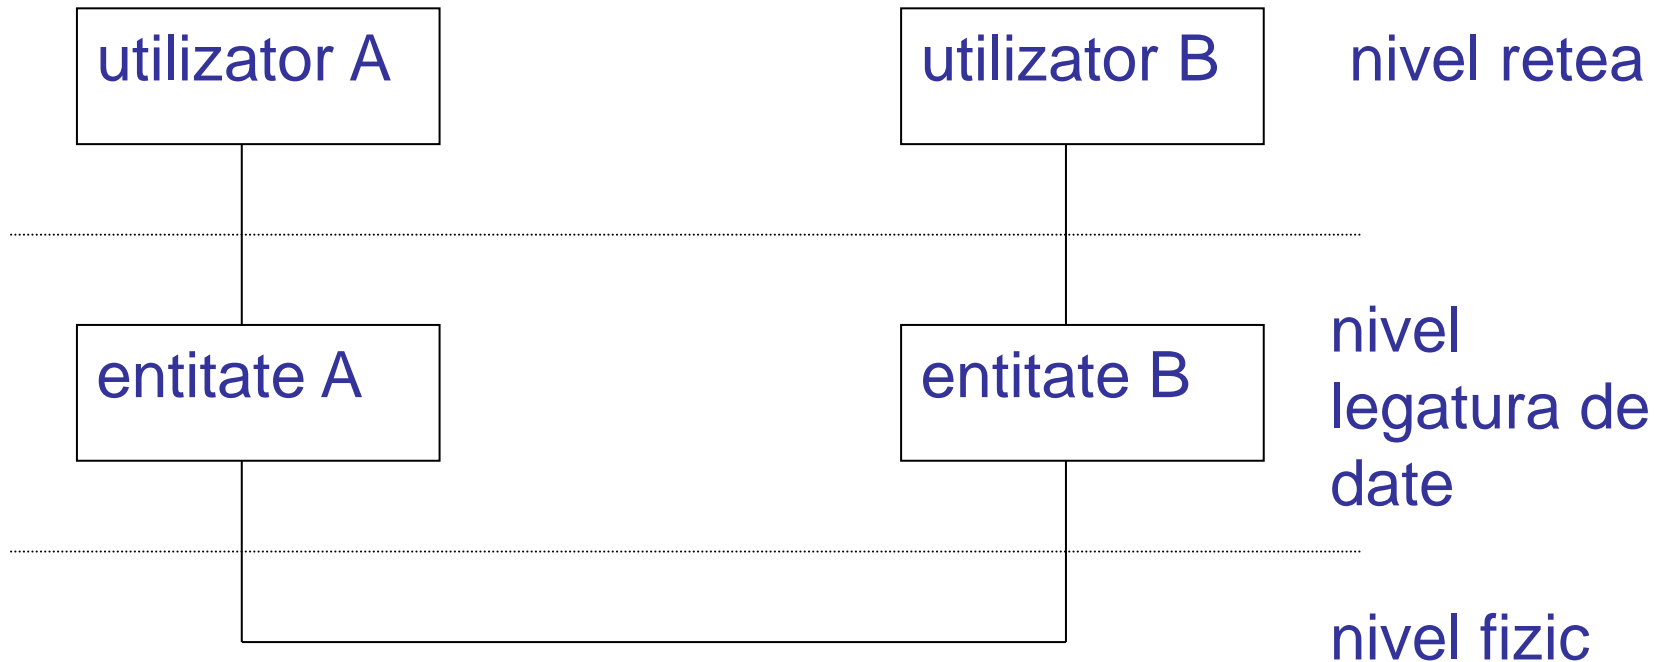 utilizator A
utilizator B
nivel retea
entitate A
entitate B
nivel
legatura de
date
nivel fizic